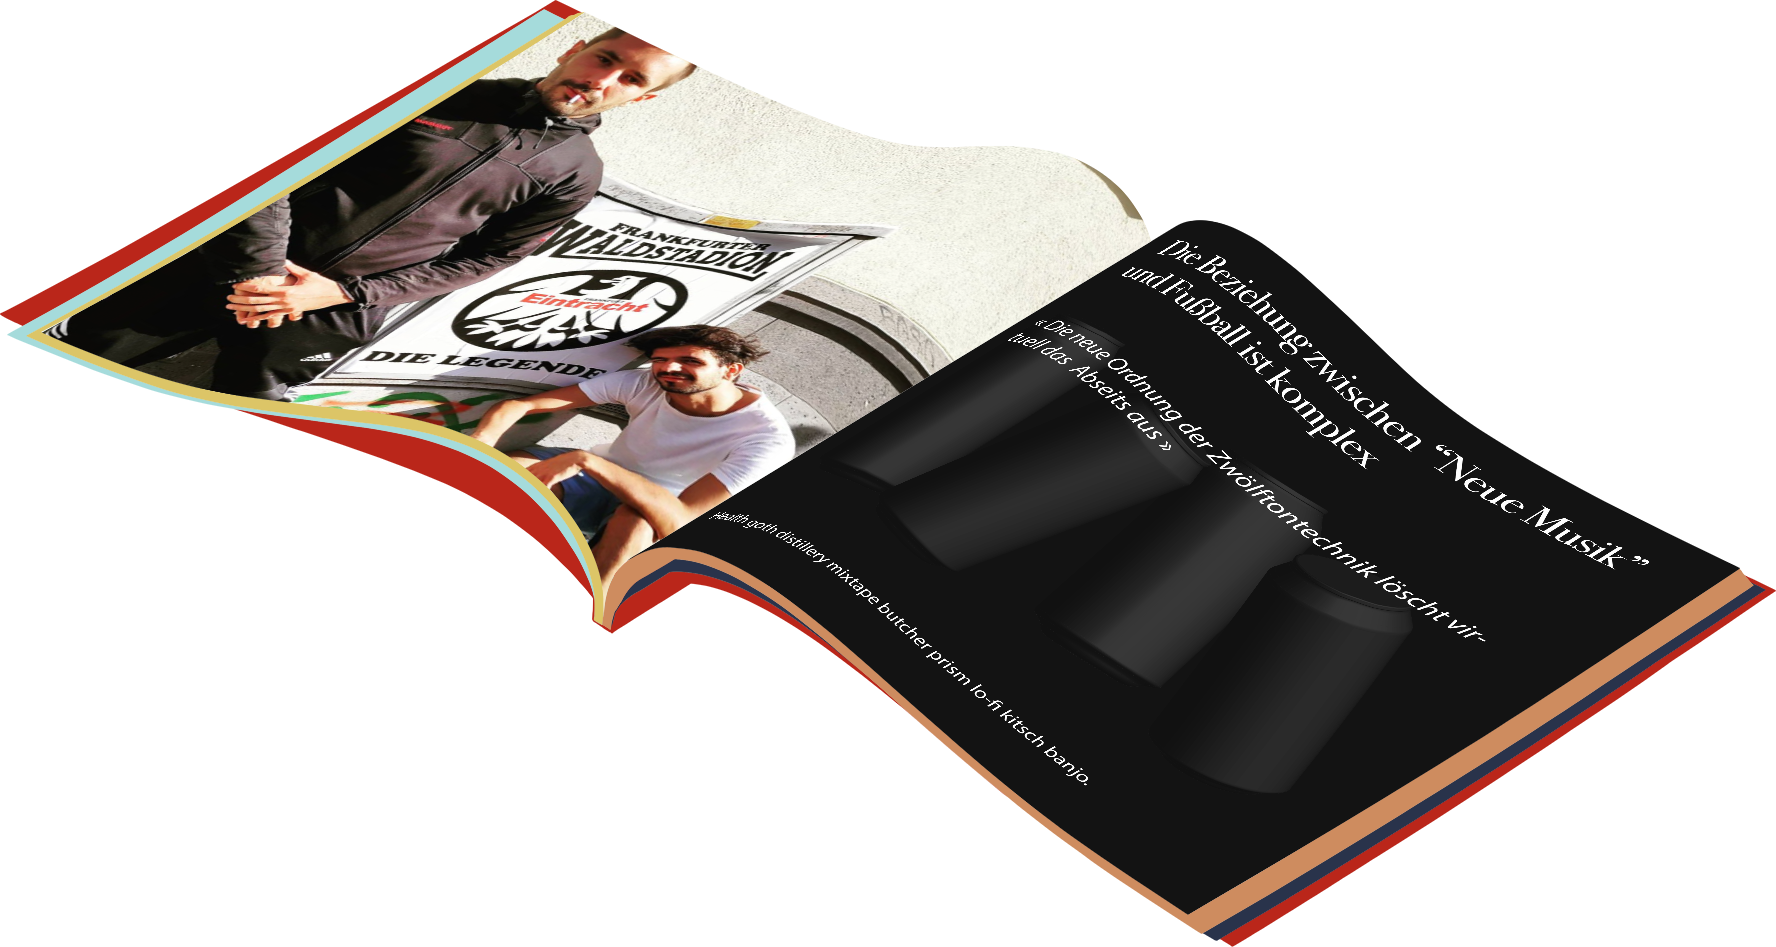 FRANKFURTER
WALDSTADION
Eintracht
DIE LEGENDE
Die Beziehung zwischen “Neue Musik”
und Fußball ist komplex
« Die neue Ordnung der Zwölftontechnik löscht vir-
tuell das Abseits aus »
Health goth distillery mixtape butcher prism lo-fi kitsch banjo.